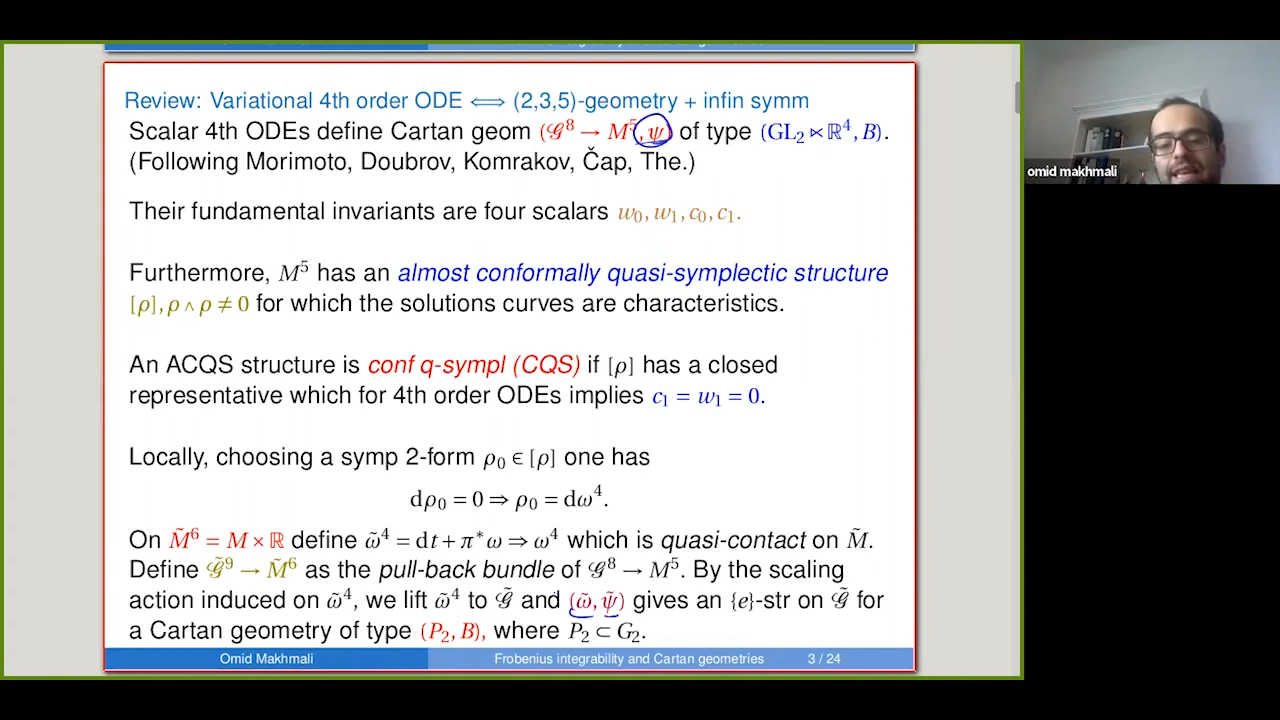 Review: Variational 4th order ODE ⟺ (2,3,5)-geometry + infin symm
Scalar 4th ODEs define Cartan geom (𝒢⁸ → M⁵, ψ) of type (GL₂ ⋉ ℝ⁴, B).
(Following Morimoto, Doubrov, Komrakov, Čap, The.)
Their fundamental invariants are four scalars w₀, w₁, c₀, c₁.
Furthermore, M⁵ has an almost conformally quasi-symplectic structure
[ρ], ρ ∧ ρ ≠ 0 for which the solutions curves are characteristics.
An ACQS structure is conf q-sympl (CQS) if [ρ] has a closed
representative which for 4th order ODEs implies c₁ = w₁ = 0.
Locally, choosing a symp 2-form ρ₀ ∈ [ρ] one has
dρ₀ = 0 ⇒ ρ₀ = dω⁴.
On M̃⁶ = M × ℝ define ω̃⁴ = dt + π*ω ⇒ ω⁴ which is quasi-contact on M̃.
Define 𝒢̃⁹ → M̃⁶ as the pull-back bundle of 𝒢⁸ → M⁵. By the scaling
action induced on ω̃⁴, we lift ω̃⁴ to 𝒢̃ and (ω̃, ψ̃) gives an {e}-str on 𝒢̃ for
a Cartan geometry of type (P₂, B), where P₂ ⊂ G₂.
Omid Makhmali Frobenius integrability and Cartan geometries 3 / 24
omid makhmali